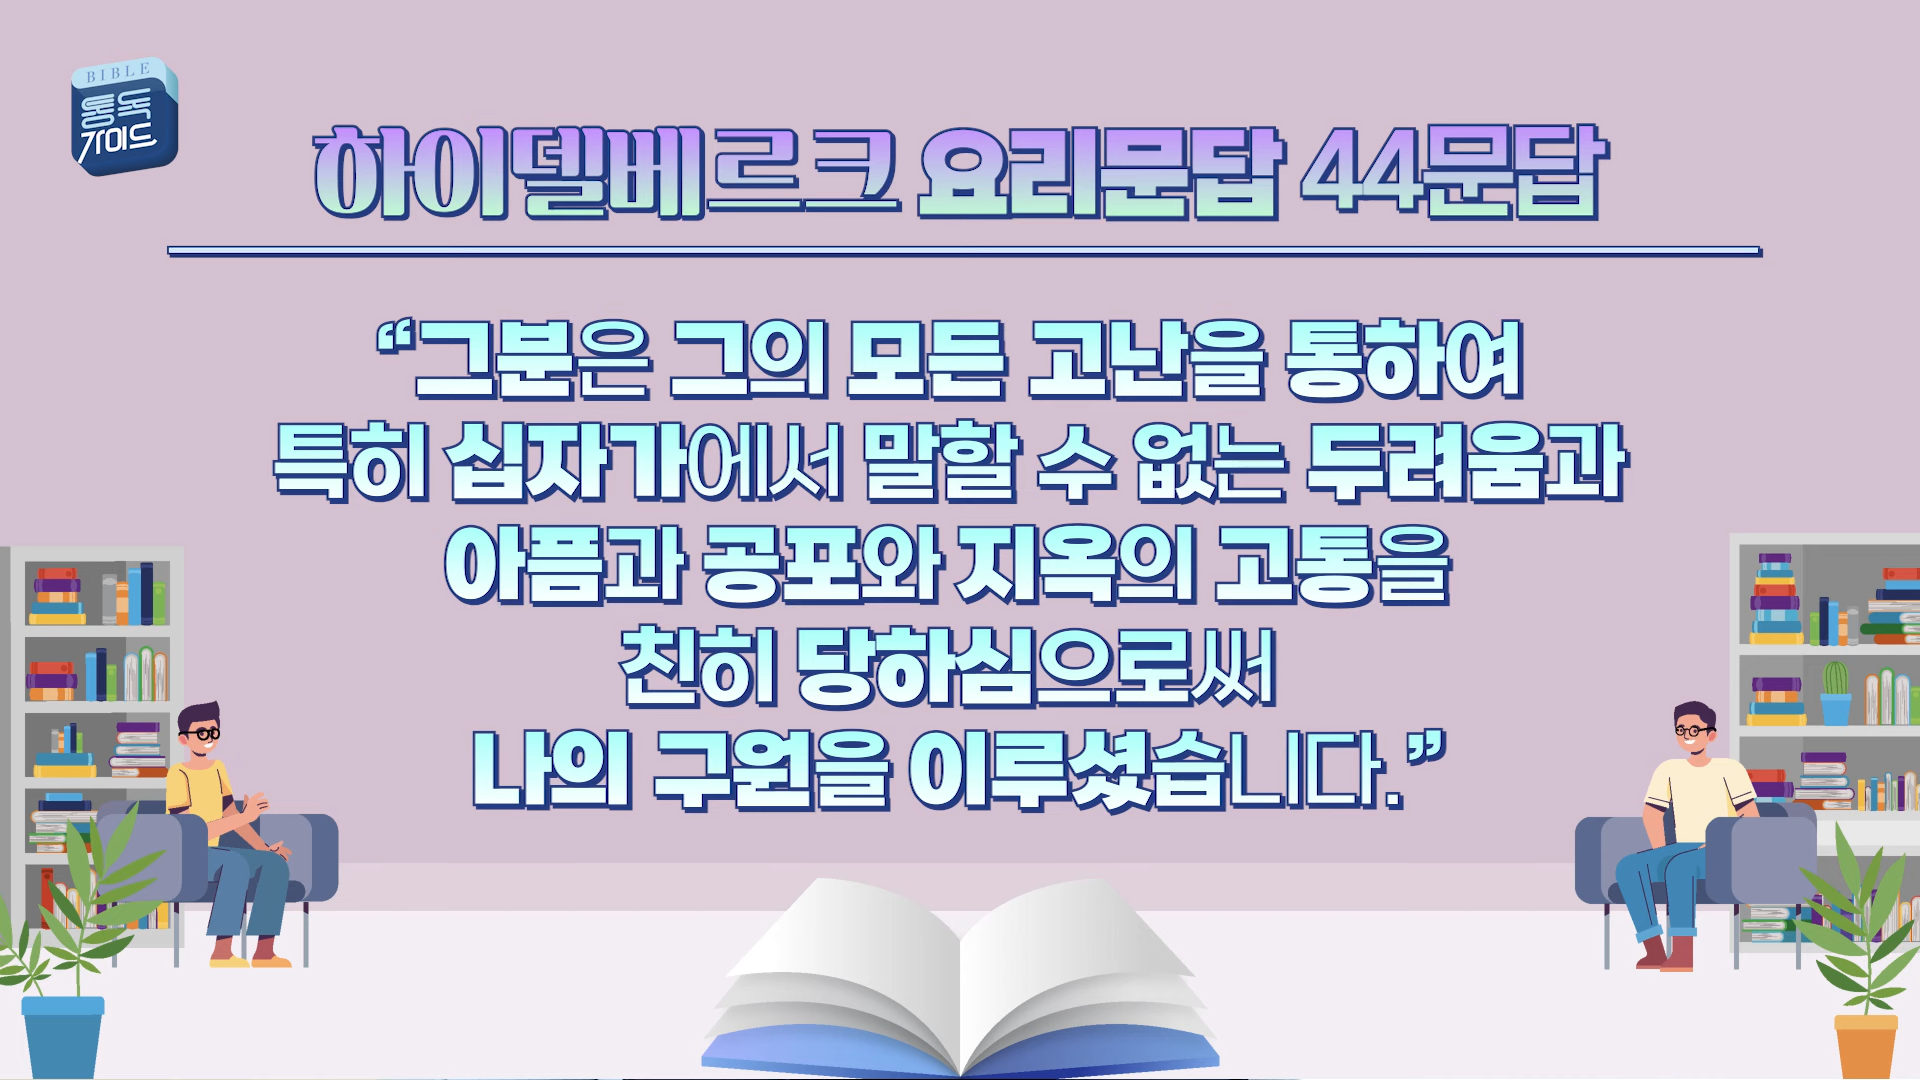 BIBLE
통독
가이드
하이델베르크 요리문답 44문답
“그분은 그의 모든 고난을 통하여
특히 십자가에서 말할 수 없는 두려움과
아픔과 공포와 지옥의 고통을
친히 당하심으로써
나의 구원을 이루셨습니다.”